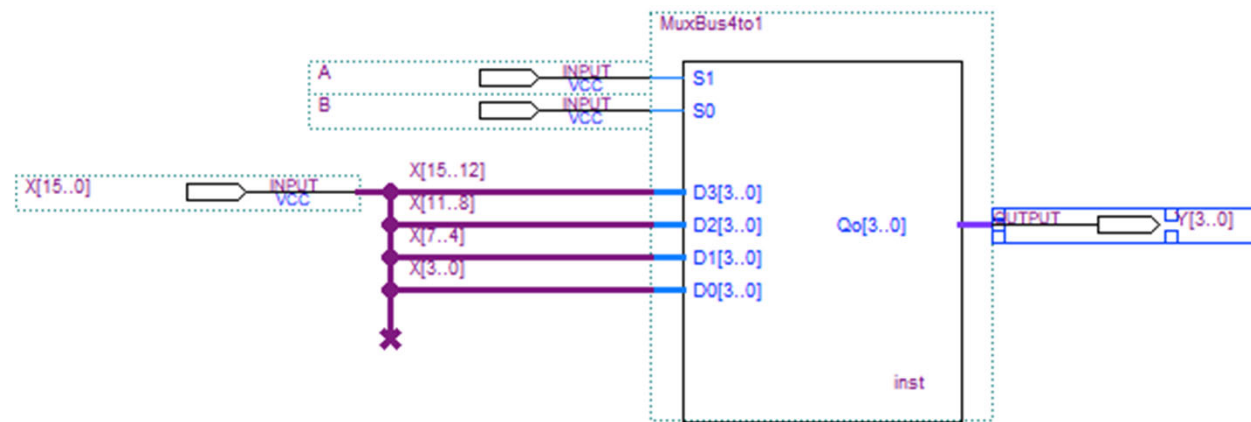 MuxBus4to1
A
INPUT
VCC
S1
B
INPUT
VCC
S0
X[15..0]
INPUT
VCC
X[15..12]
D3[3..0]
X[11..8]
D2[3..0]
Qo[3..0]
OUTPUT
Y[3..0]
X[7..4]
D1[3..0]
X[3..0]
D0[3..0]
inst